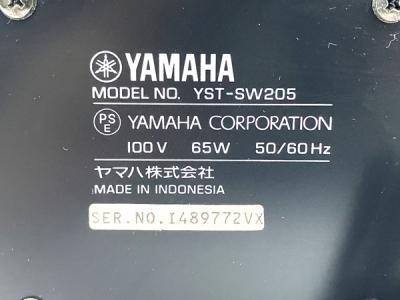 YAMAHA
MODEL NO. YST-SW205
PSE YAMAHA CORPORATION
100V 65W 50/60Hz
ヤマハ株式会社
MADE IN INDONESIA
SER.NO.I489772VX